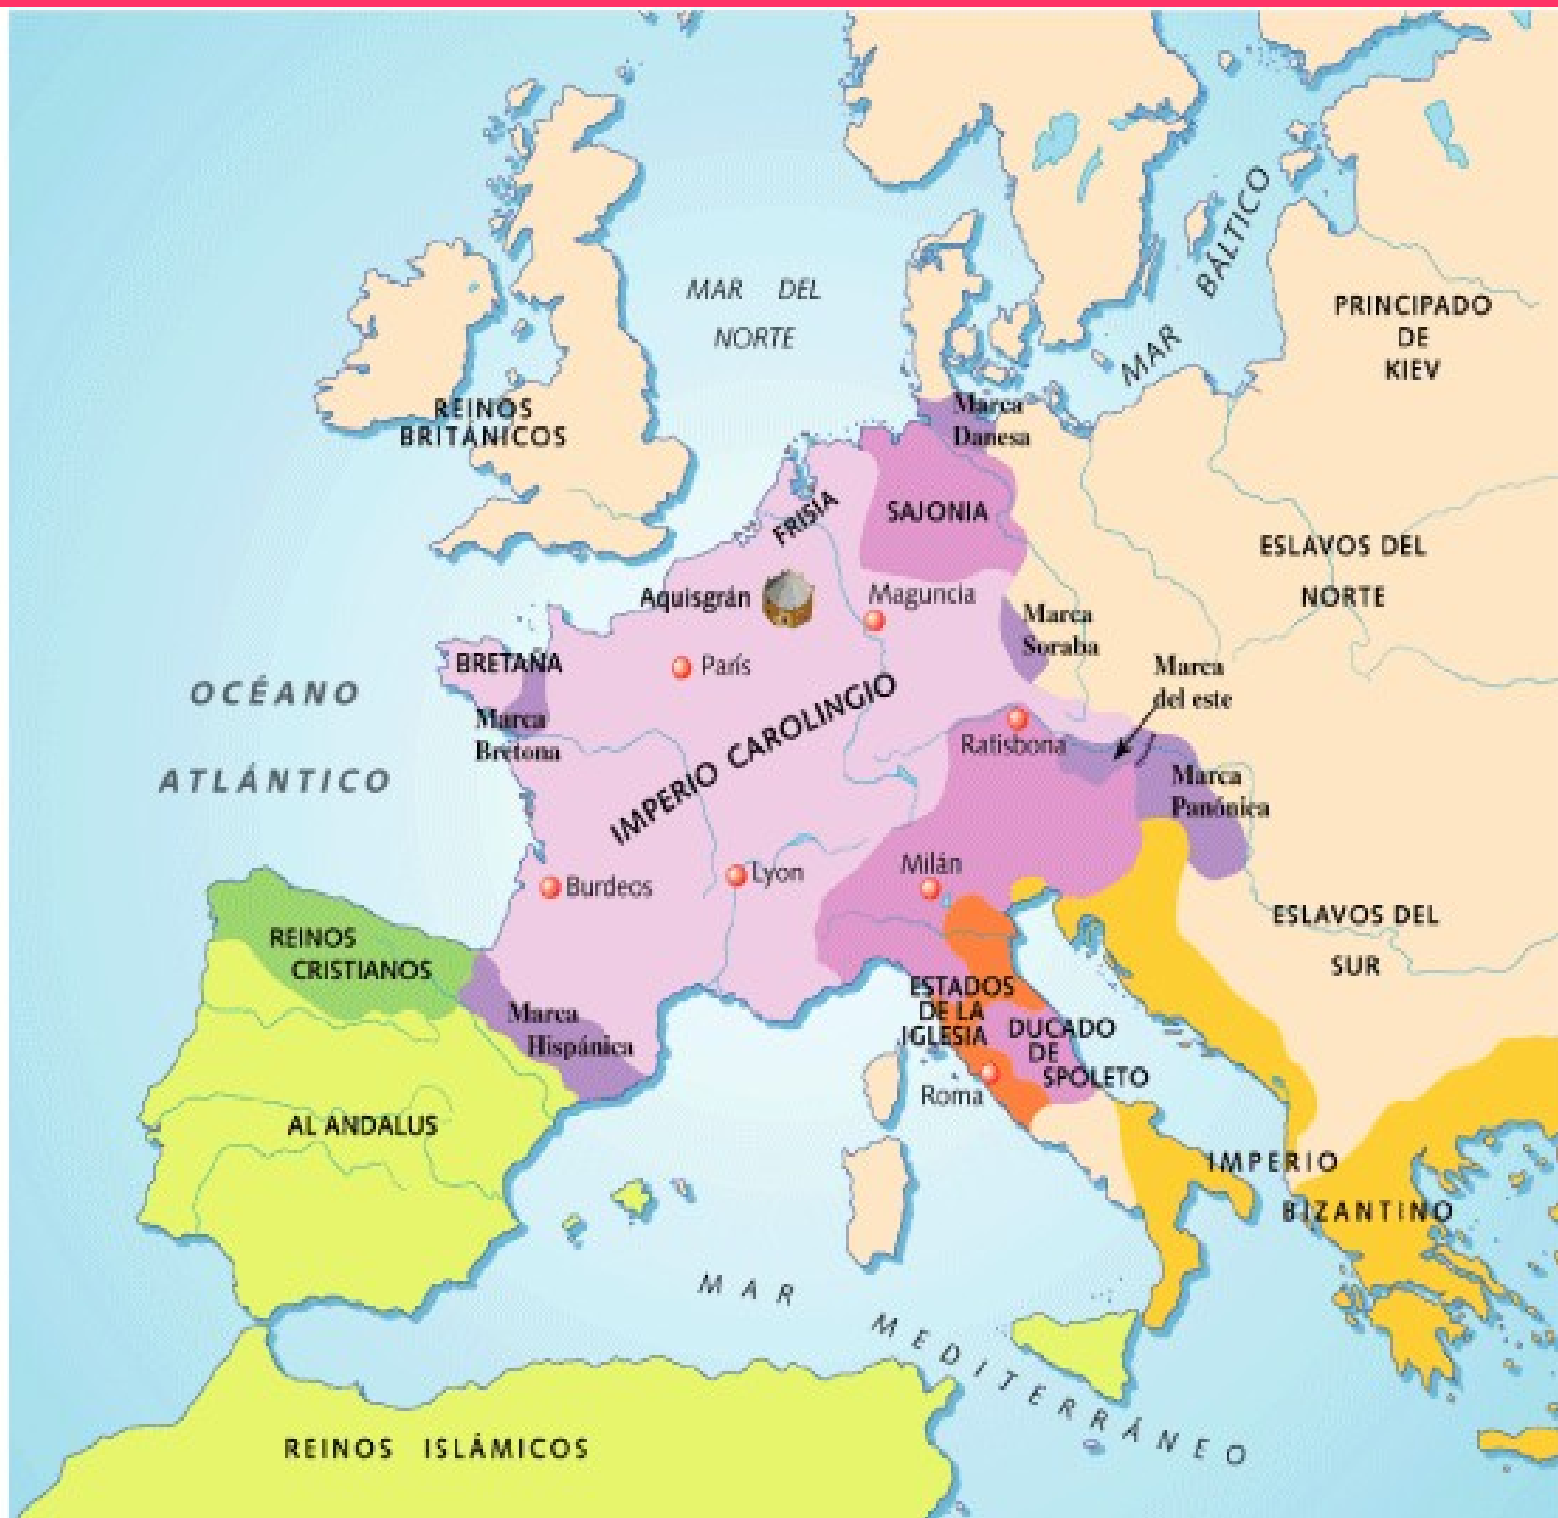 MAR DEL
NORTE
MAR BÁLTICO
PRINCIPADO
DE
KIEV
REINOS
BRITÁNICOS
Marca
Danesa
FRISIA
SAJONIA
ESLAVOS DEL
NORTE
Aquisgrán
Maguncia
Marca
Soraba
BRETAÑA
París
Marca
del este
OCÉANO
ATLÁNTICO
Marca
Bretona
IMPERIO CAROLINGIO
Ratisbona
Marca
Panónica
Burdeos
Lyon
Milán
ESLAVOS DEL
SUR
REINOS
CRISTIANOS
Marca
Hispánica
ESTADOS
DE LA
IGLESIA
DUCADO
DE
SPOLETO
Roma
AL ANDALUS
IMPERIO
BIZANTINO
MAR MEDITERRÁNEO
REINOS ISLÁMICOS